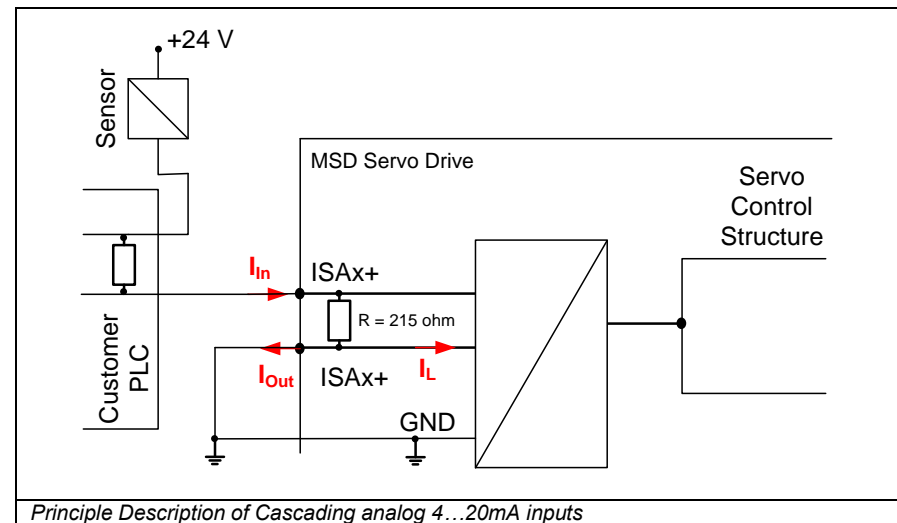 +24 V
Sensor
MSD Servo Drive
Servo
Control
Structure
IIn
ISAx+
R = 215 ohm
Customer
PLC
IOut
ISAx+
IL
GND
Principle Description of Cascading analog 4…20mA inputs